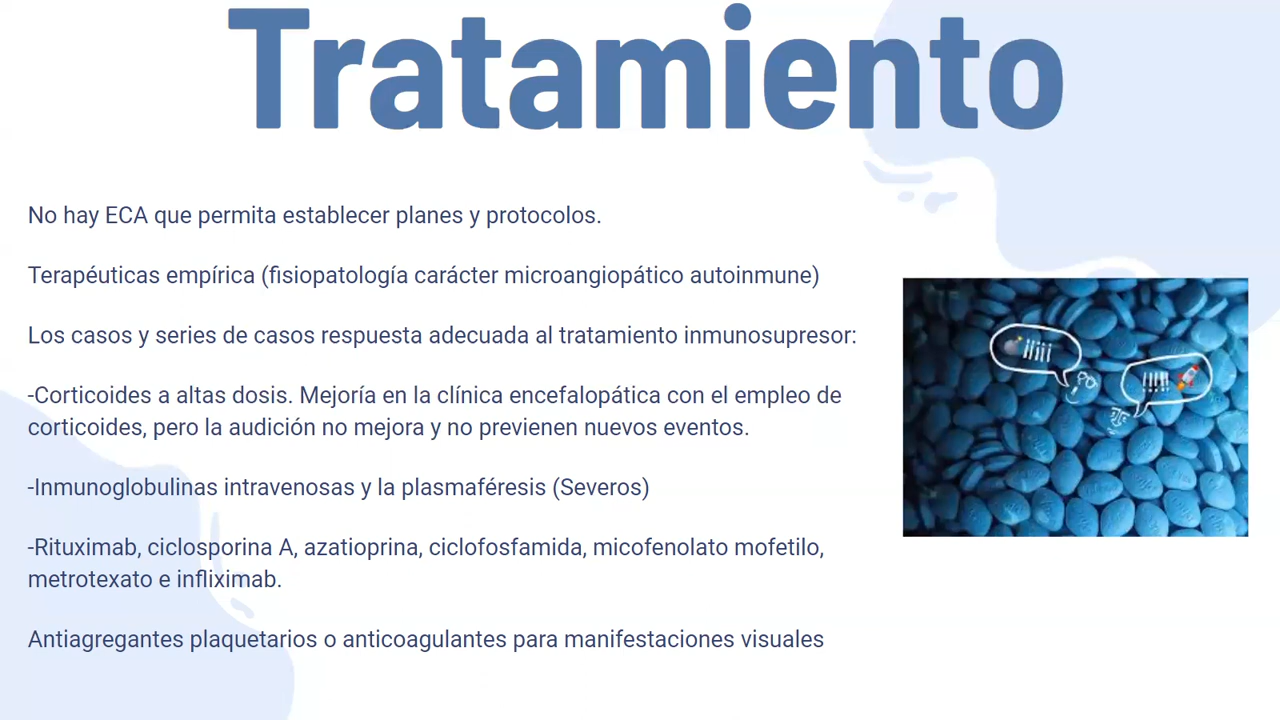 Tratamiento
No hay ECA que permita establecer planes y protocolos.
Terapéuticas empírica (fisiopatología carácter microangiopático autoinmune)
Los casos y series de casos respuesta adecuada al tratamiento inmunosupresor:
-Corticoides a altas dosis. Mejoría en la clínica encefalopática con el empleo de
corticoides, pero la audición no mejora y no previenen nuevos eventos.
-Inmunoglobulinas intravenosas y la plasmaféresis (Severos)
-Rituximab, ciclosporina A, azatioprina, ciclofosfamida, micofenolato mofetilo,
metrotexato e infliximab.
Antiagregantes plaquetarios o anticoagulantes para manifestaciones visuales